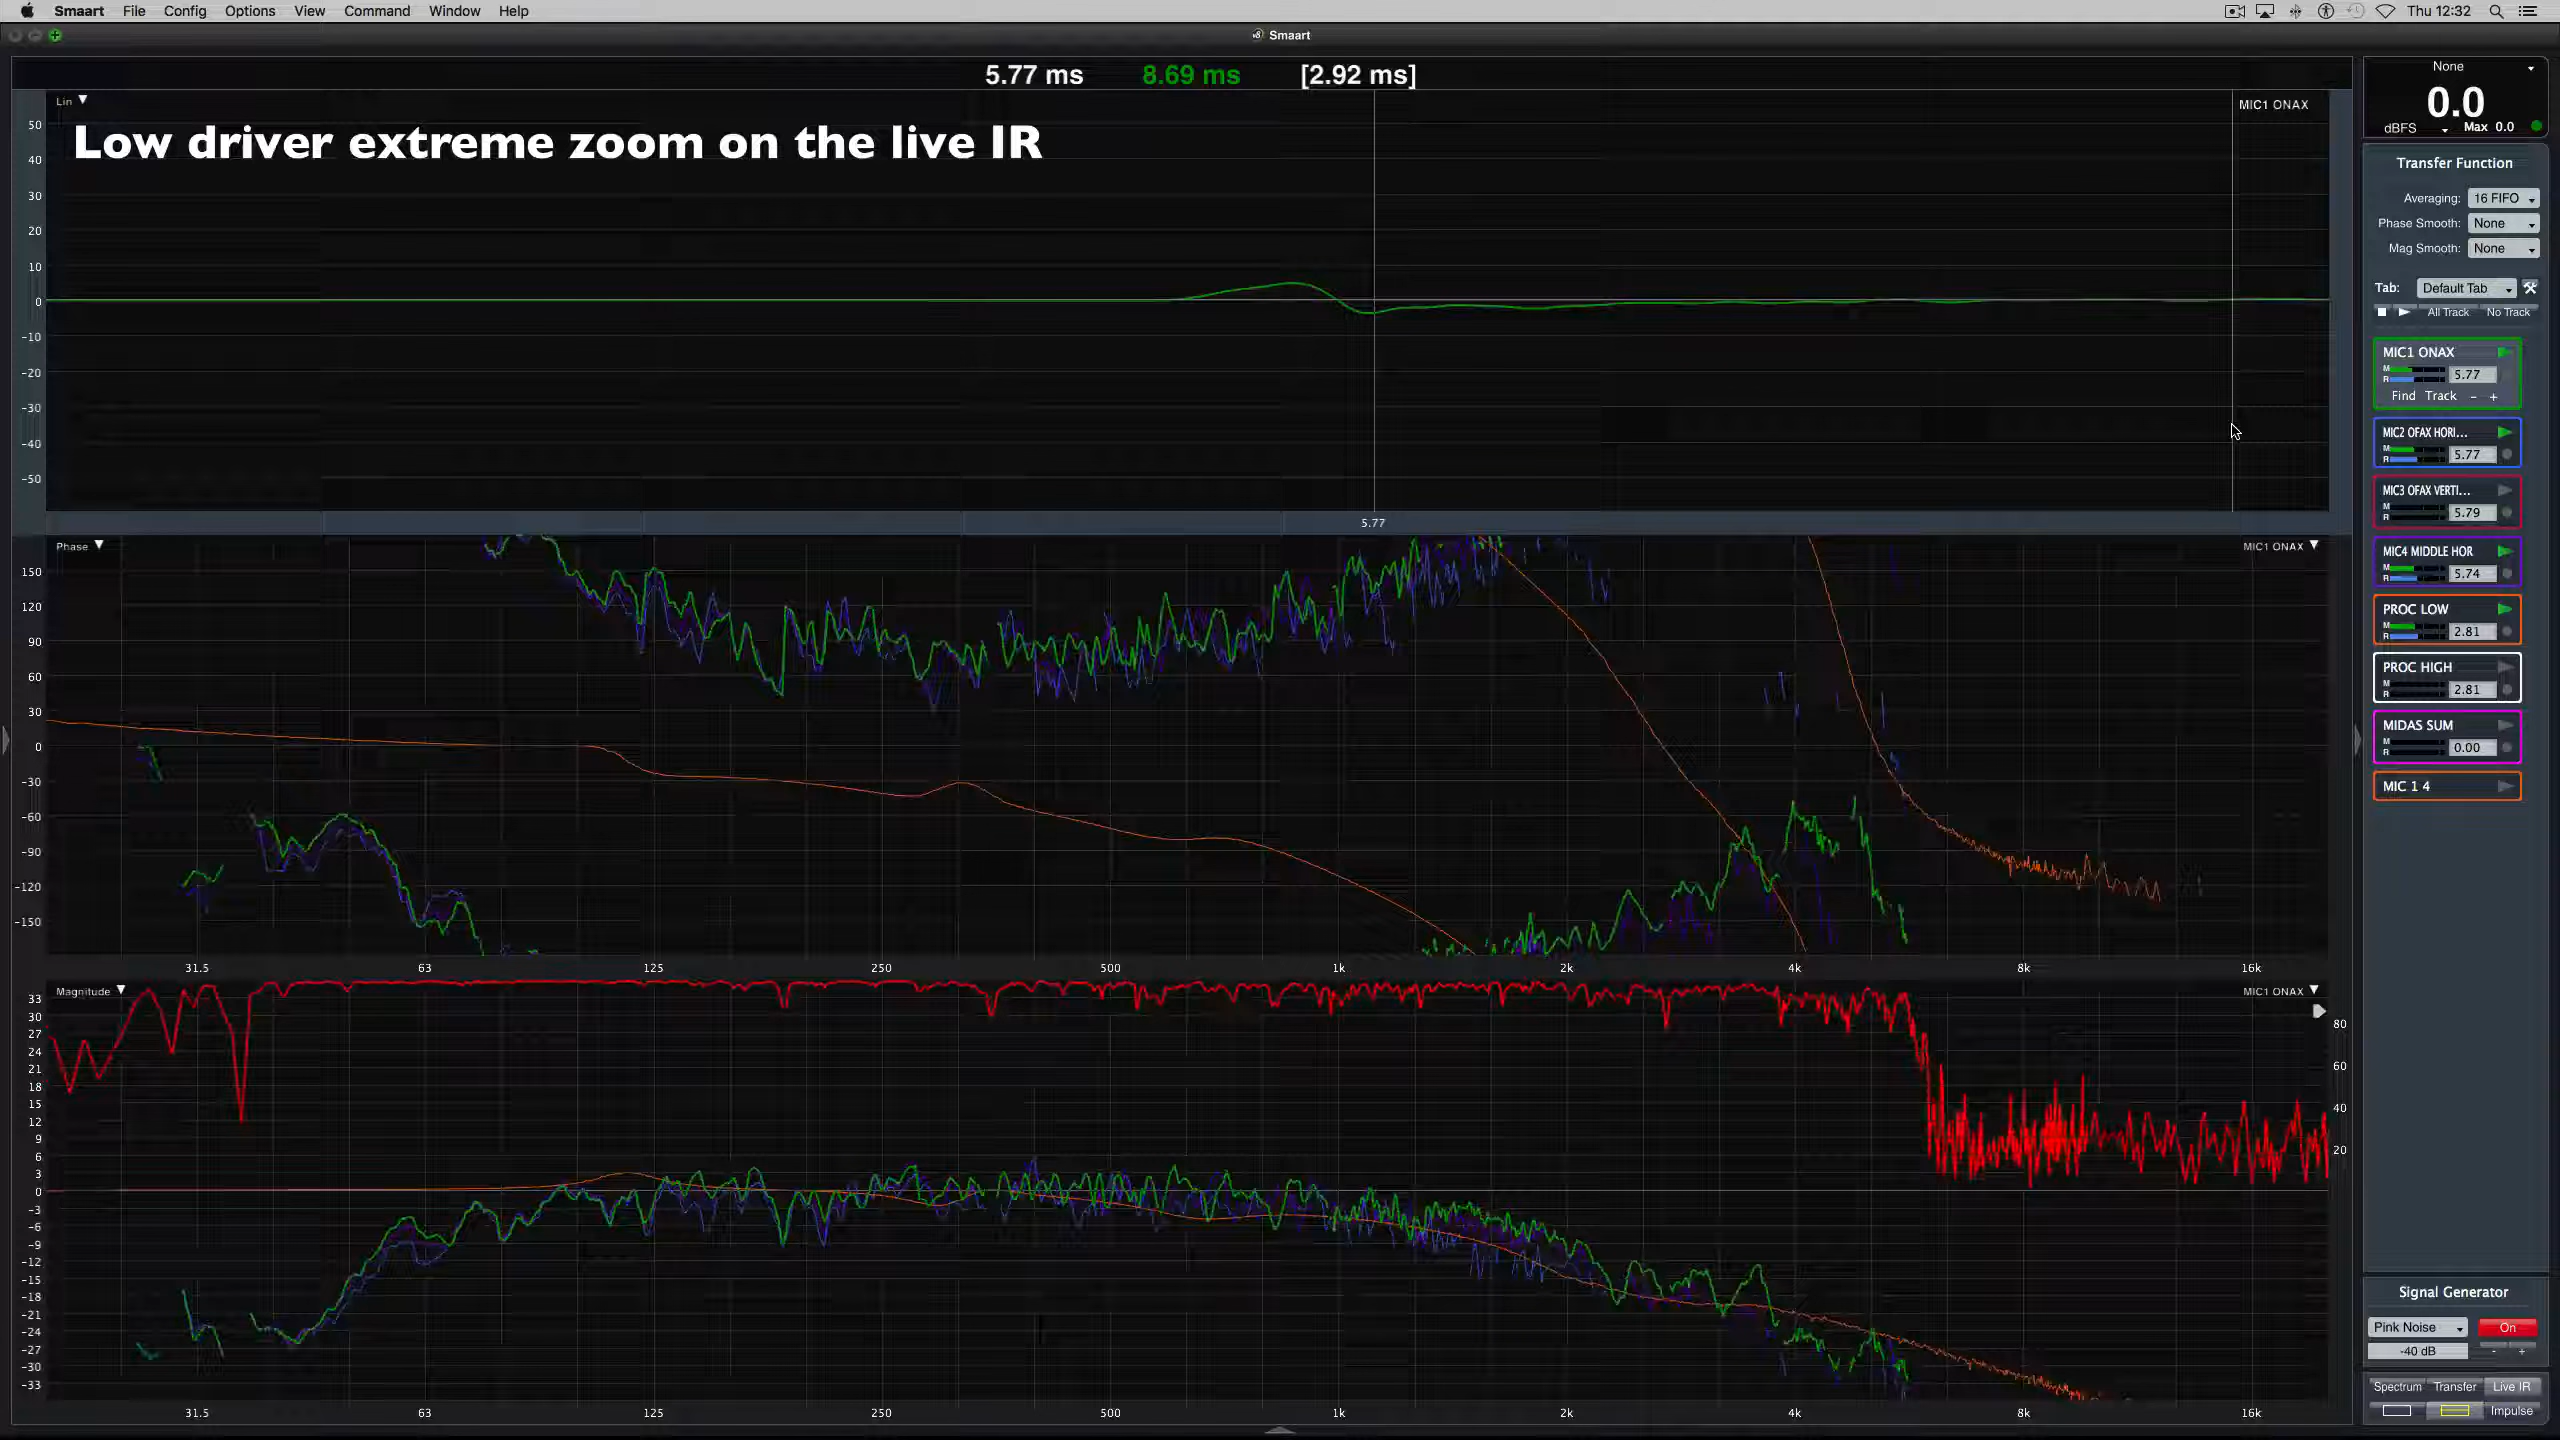 Smaart File Config Options View Command Window Help Thu 12:32
Smaart
5.77 ms 8.69 ms [2.92 ms]
Lin MIC1 ONAX
Low driver extreme zoom on the live IR
50
40
30
20
10
0
-10
-20
-30
-40
-50
5.77
Phase MIC1 ONAX
150
120
90
60
30
0
-30
-60
-90
-120
-150
31.5 63 125 250 500 1k 2k 4k 8k 16k
Magnitude MIC1 ONAX
33
30
27
24
21
18
15
12
9
6
3
0
-3
-6
-9
-12
-15
-18
-21
-24
-27
-30
-33
80
60
40
20
31.5 63 125 250 500 1k 2k 4k 8k 16k
None
0.0
dBFS Max 0.0
Transfer Function
Averaging: 16 FIFO
Phase Smooth: None
Mag Smooth: None
Tab: Default Tab
All Track No Track
MIC1 ONAX
M
R 5.77
Find Track - +
MIC2 OFAX HORI...
M
R 5.77
MIC3 OFAX VERTI...
M
R 5.79
MIC4 MIDDLE HOR
M
R 5.74
PROC LOW
M
R 2.81
PROC HIGH
M
R 2.81
MIDAS SUM
M
R 0.00
MIC 1 4
Signal Generator
Pink Noise On
-40 dB - +
Spectrum Transfer Live IR
Impulse